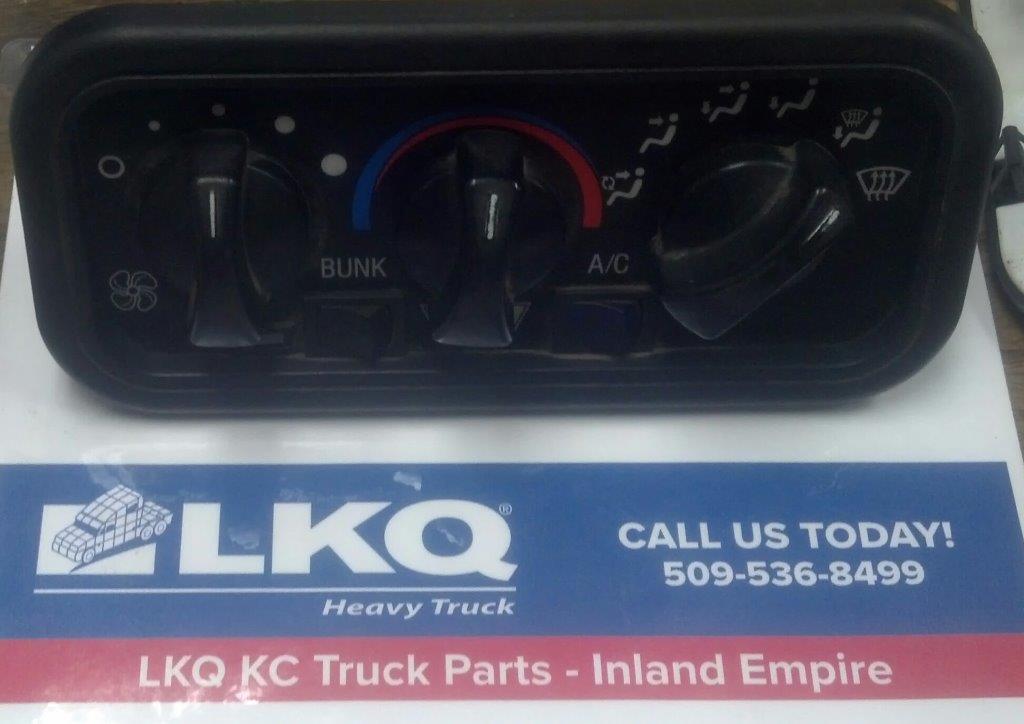 BUNK
A/C
LKQ®
Heavy Truck
CALL US TODAY!
509-536-8499
LKQ KC Truck Parts - Inland Empire